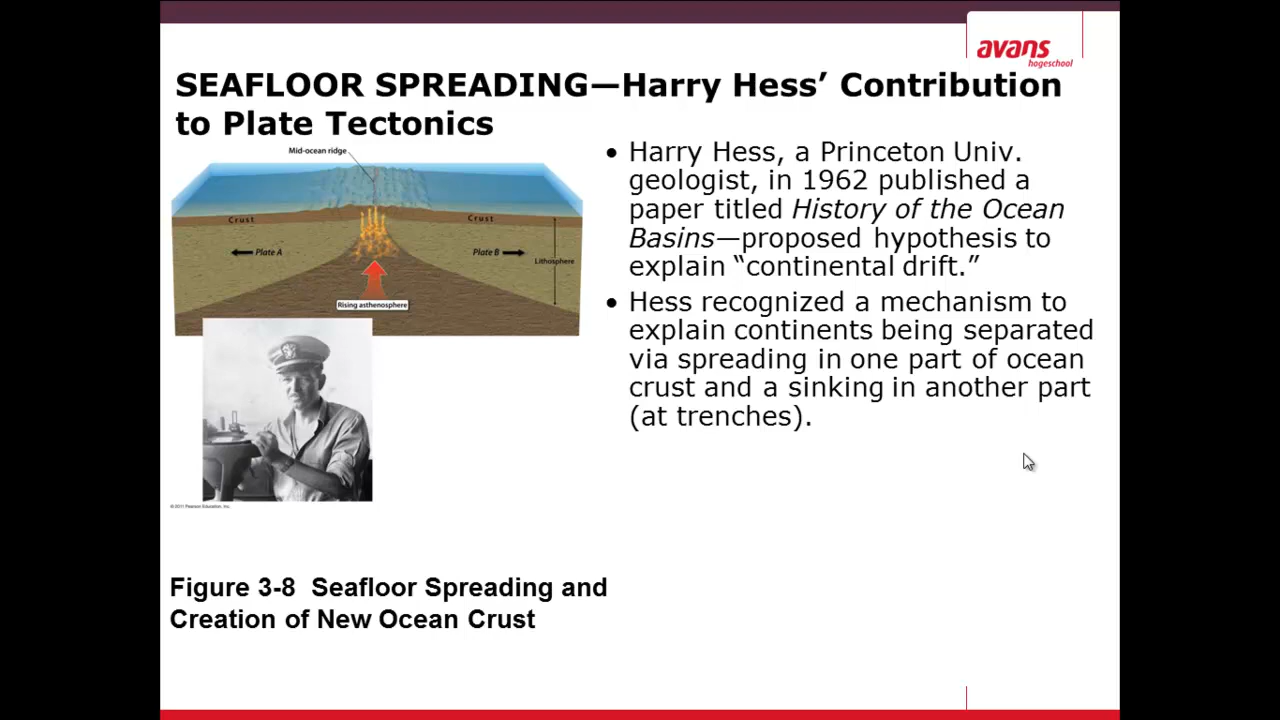 avans
hogeschool
SEAFLOOR SPREADING—Harry Hess’ Contribution
to Plate Tectonics
Mid-ocean ridge
Crust
Crust
Plate A
Plate B
Lithosphere
Rising asthenosphere
© 2011 Pearson Education, Inc.
• Harry Hess, a Princeton Univ.
geologist, in 1962 published a
paper titled History of the Ocean
Basins—proposed hypothesis to
explain “continental drift.”
• Hess recognized a mechanism to
explain continents being separated
via spreading in one part of ocean
crust and a sinking in another part
(at trenches).
Figure 3-8 Seafloor Spreading and
Creation of New Ocean Crust